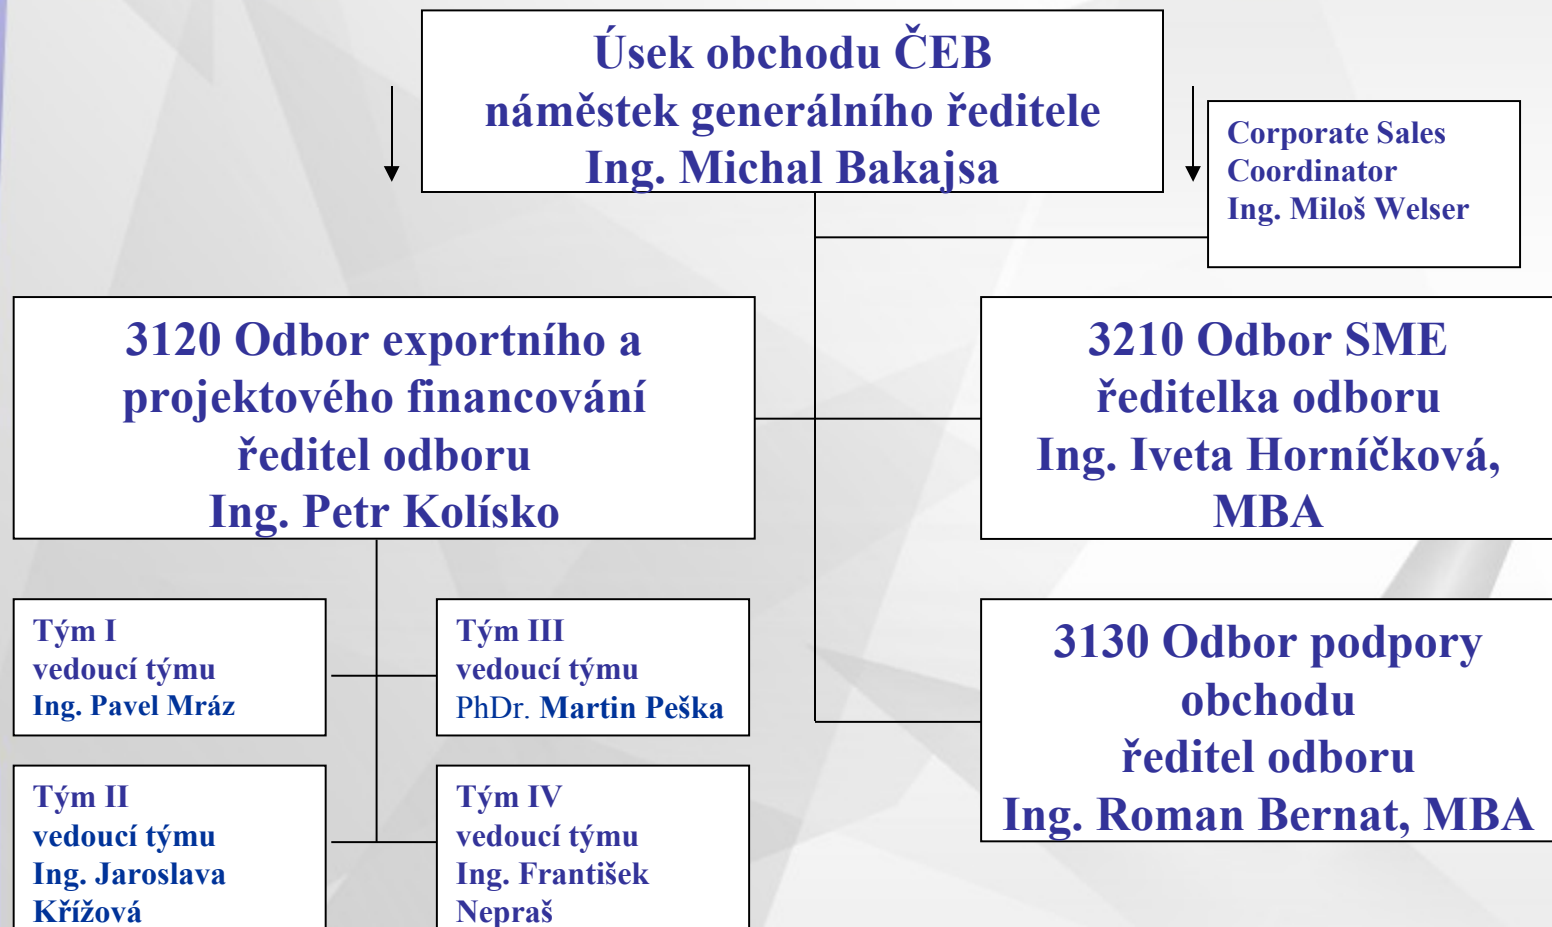 Úsek obchodu ČEB
náměstek generálního ředitele
Ing. Michal Bakajsa
Corporate Sales
Coordinator
Ing. Miloš Welser
3120 Odbor exportního a
projektového financování
ředitel odboru
Ing. Petr Kolísko
3210 Odbor SME
ředitelka odboru
Ing. Iveta Horníčková,
MBA
Tým I
vedoucí týmu
Ing. Pavel Mráz
Tým III
vedoucí týmu
PhDr. Martin Peška
3130 Odbor podpory
obchodu
ředitel odboru
Ing. Roman Bernat, MBA
Tým II
vedoucí týmu
Ing. Jaroslava
Křížová
Tým IV
vedoucí týmu
Ing. František
Nepraš